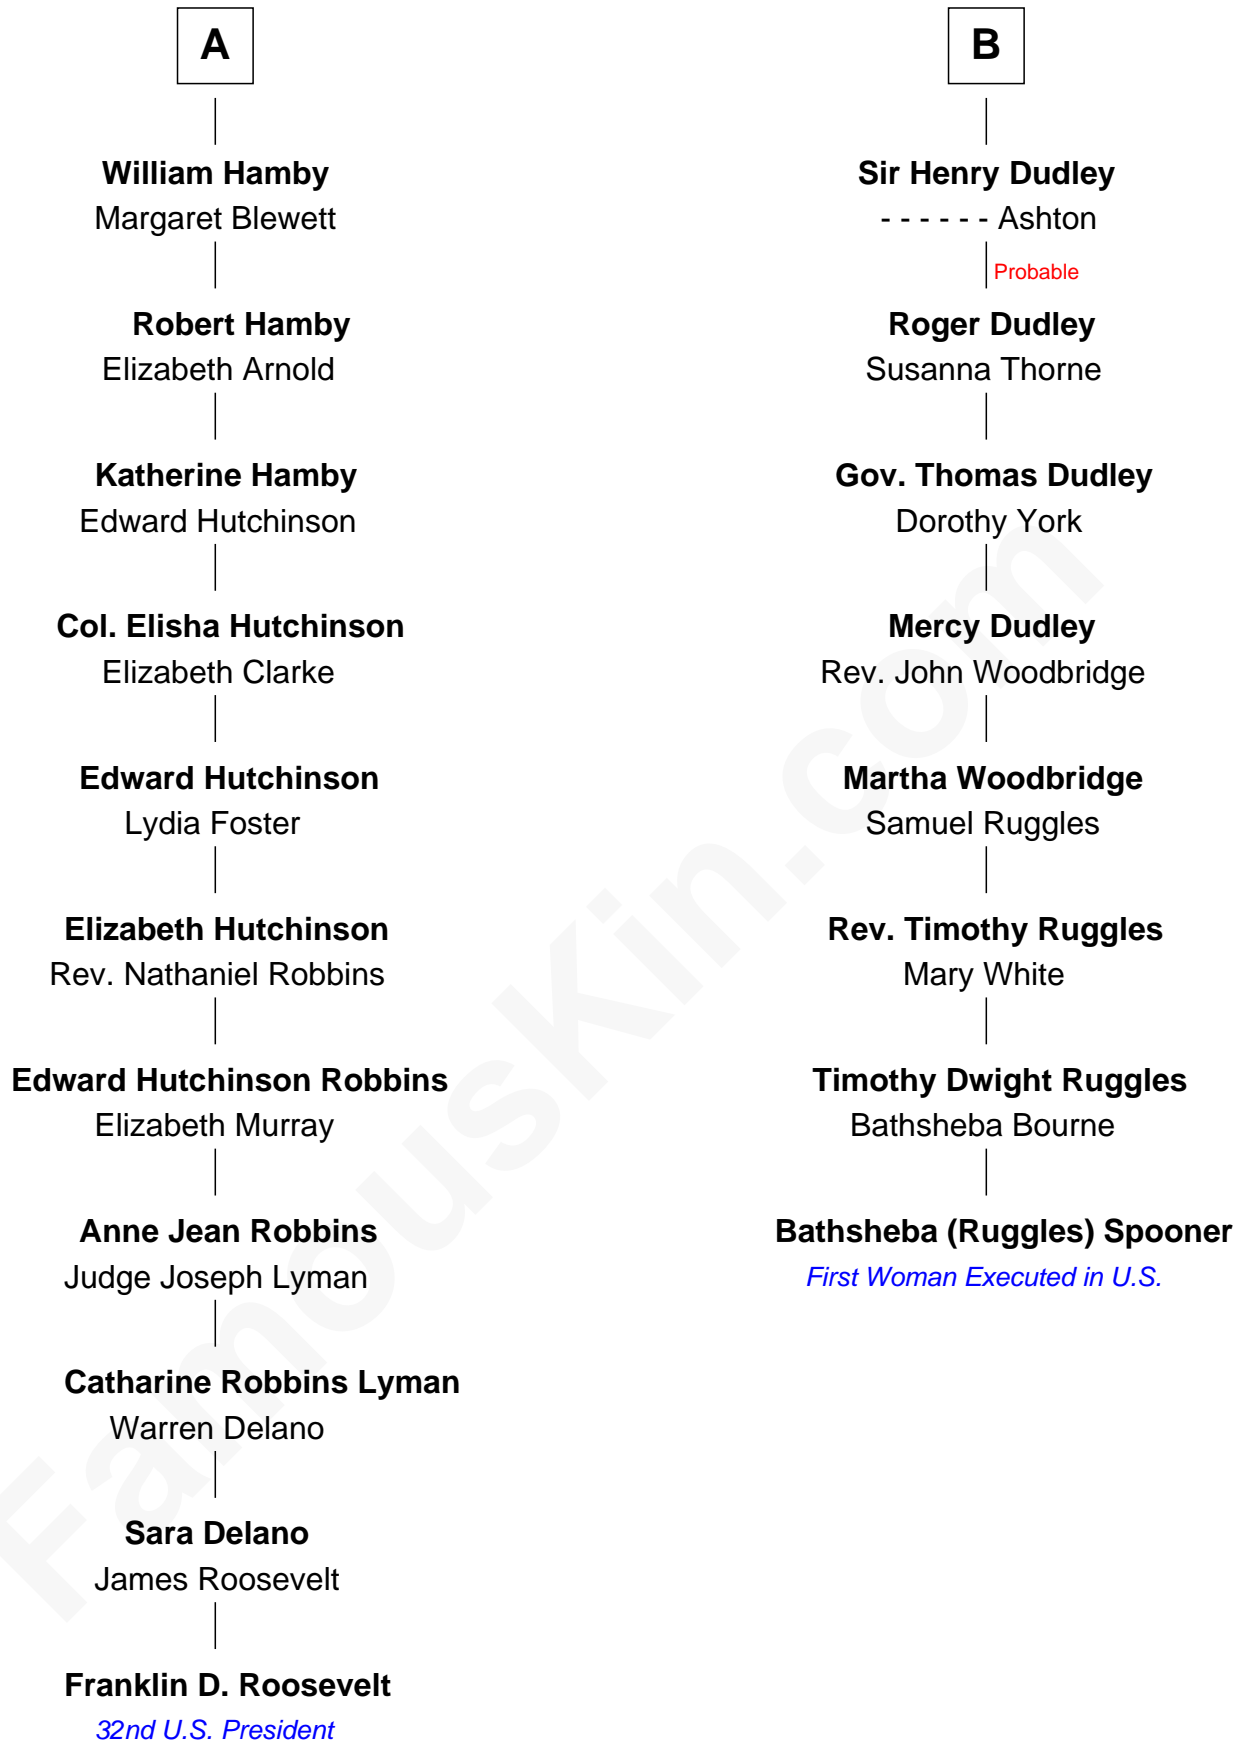 A
William Hamby
Margaret Blewett
Robert Hamby
Elizabeth Arnold
Katherine Hamby
Edward Hutchinson
Col. Elisha Hutchinson
Elizabeth Clarke
Edward Hutchinson
Lydia Foster
Elizabeth Hutchinson
Rev. Nathaniel Robbins
Edward Hutchinson Robbins
Elizabeth Murray
Anne Jean Robbins
Judge Joseph Lyman
Catharine Robbins Lyman
Warren Delano
Sara Delano
James Roosevelt
Franklin D. Roosevelt
32nd U.S. President
B
Sir Henry Dudley
- - - - - - Ashton
Probable
Roger Dudley
Susanna Thorne
Gov. Thomas Dudley
Dorothy York
Mercy Dudley
Rev. John Woodbridge
Martha Woodbridge
Samuel Ruggles
Rev. Timothy Ruggles
Mary White
Timothy Dwight Ruggles
Bathsheba Bourne
Bathsheba (Ruggles) Spooner
First Woman Executed in U.S.
FamousKin.com